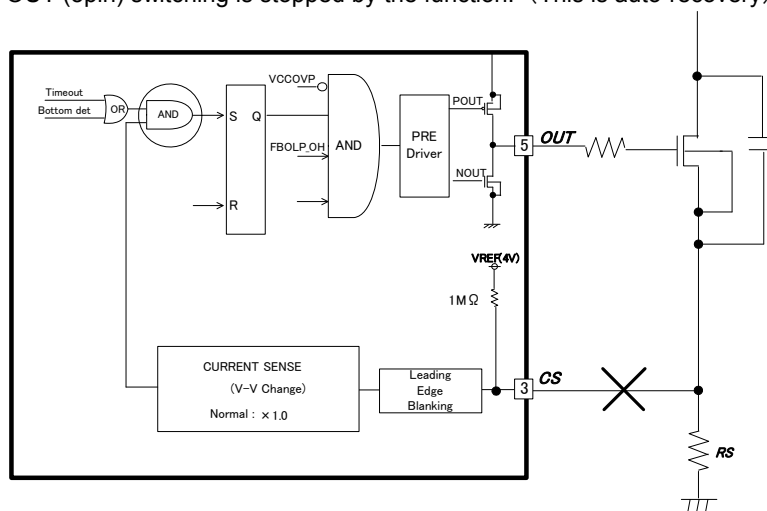 OUT (5pin) switching is stopped by the function. (This is auto recovery)
Timeout
Bottom det
OR
AND
S Q
R
VCCOVP
FBOLP_OH
AND
PRE
Driver
POUT
NOUT
5
OUT
VREF(4V)
1MΩ
CURRENT SENSE
(V-V Change)
Normal : × 1.0
Leading
Edge
Blanking
3
CS
RS